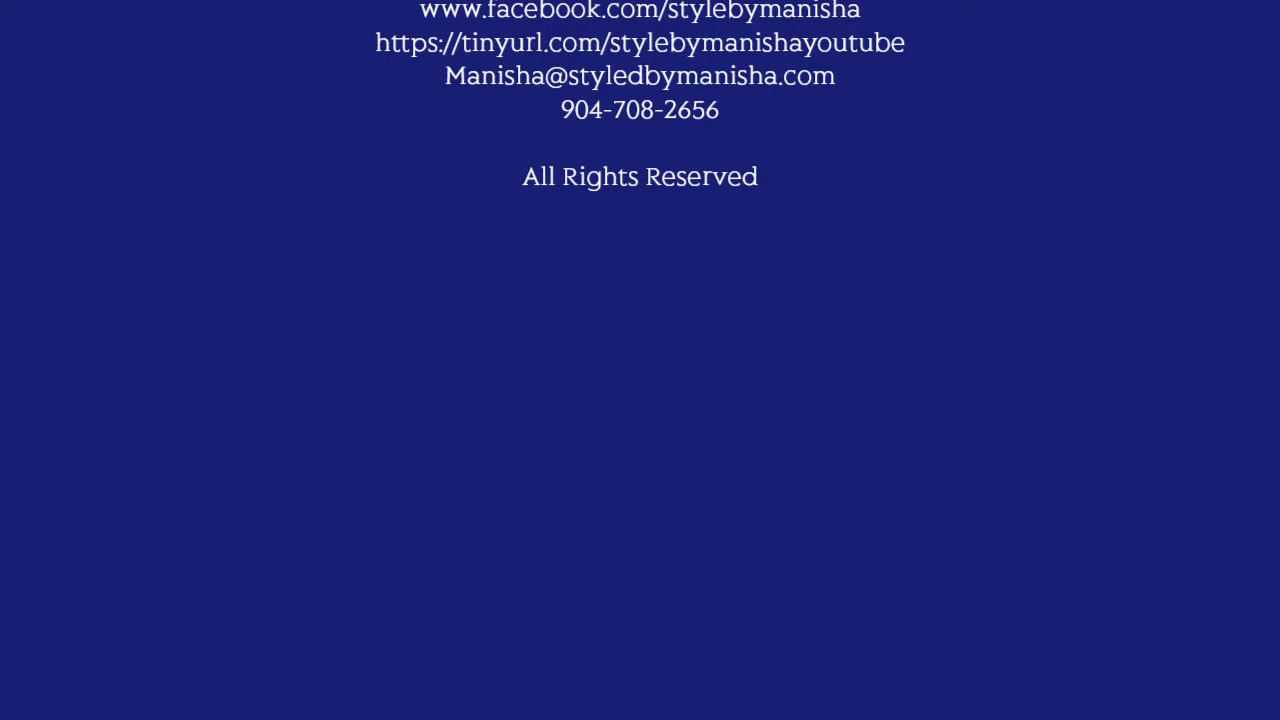 www.facebook.com/stylebymanisha
https://tinyurl.com/stylebymanishayoutube
Manisha@styledbymanisha.com
904-708-2656
All Rights Reserved